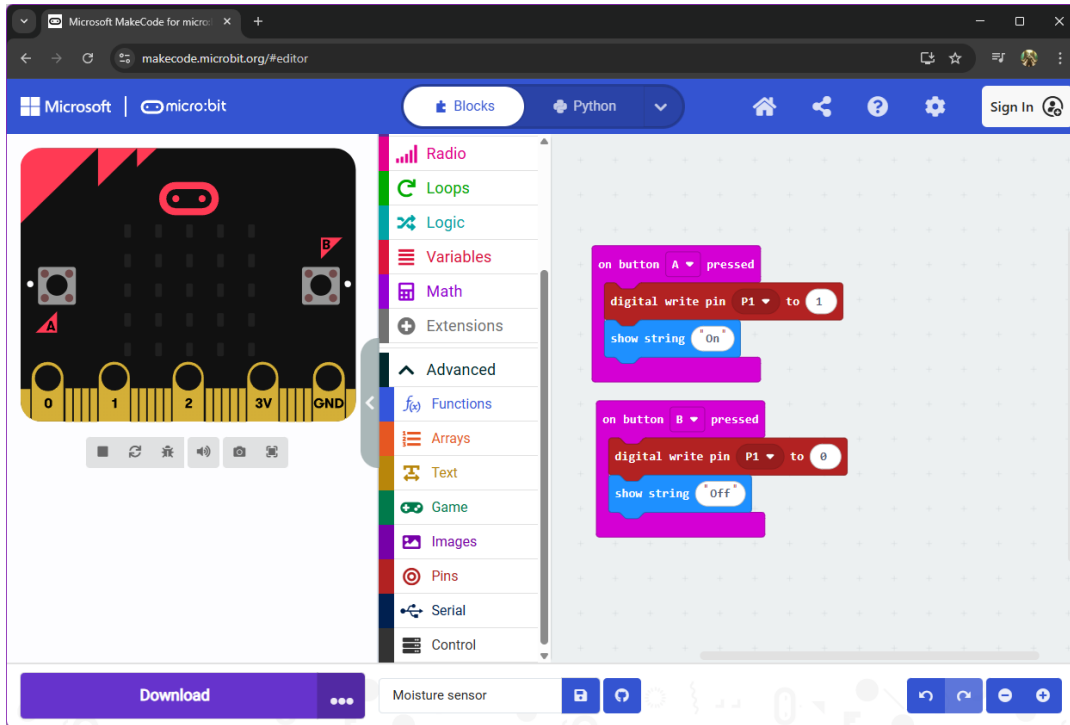 Microsoft MakeCode for micro:
makecode.microbit.org/#editor
Microsoft micro:bit Blocks Python Sign In
B
A
0 1 2 3V GND
Radio
Loops
Logic
Variables
Math
Extensions
Advanced
Functions
Arrays
Text
Game
Images
Pins
Serial
Control
on button A pressed
digital write pin P1 to 1
show string "On"
on button B pressed
digital write pin P1 to 0
show string "Off"
Download ••• Moisture sensor